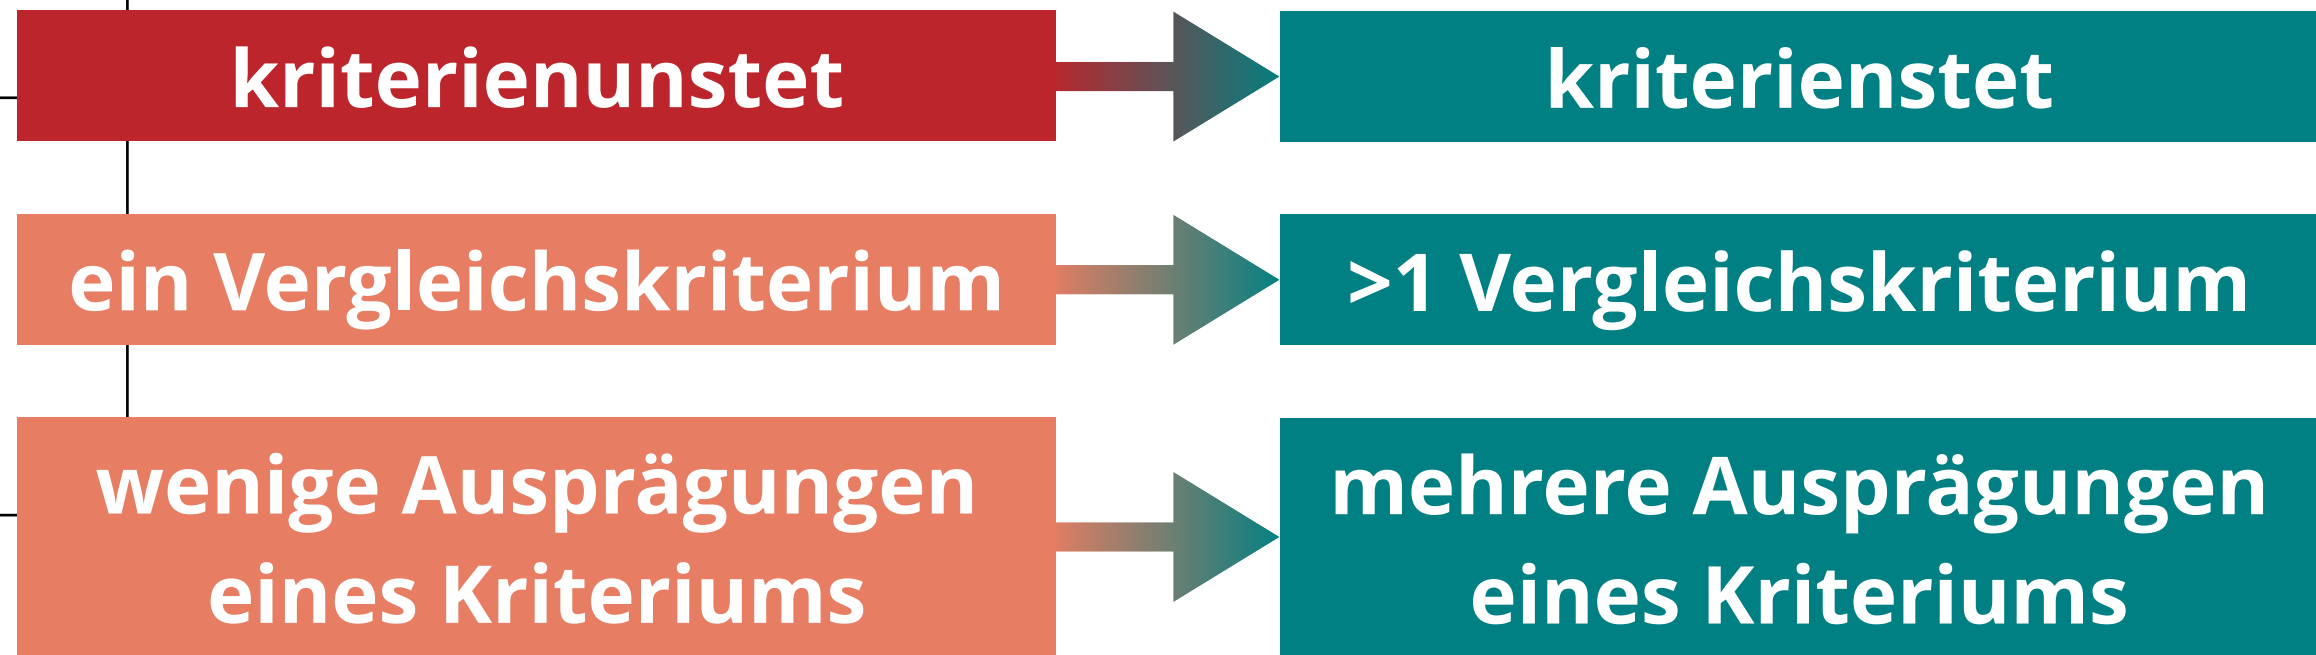 kriterienunstet
kriterienstet
ein Vergleichskriterium
>1 Vergleichskriterium
wenige Ausprägungen
eines Kriteriums
mehrere Ausprägungen
eines Kriteriums